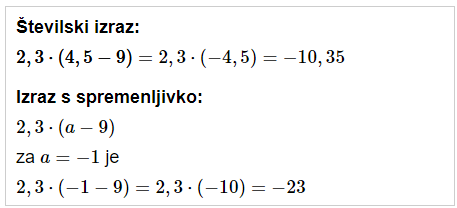 Številski izraz:
2,3 · (4,5 − 9) = 2,3 · (−4,5) = −10,35
Izraz s spremenljivko:
2,3 · (a − 9)
za a = −1 je
2,3 · (−1 − 9) = 2,3 · (−10) = −23